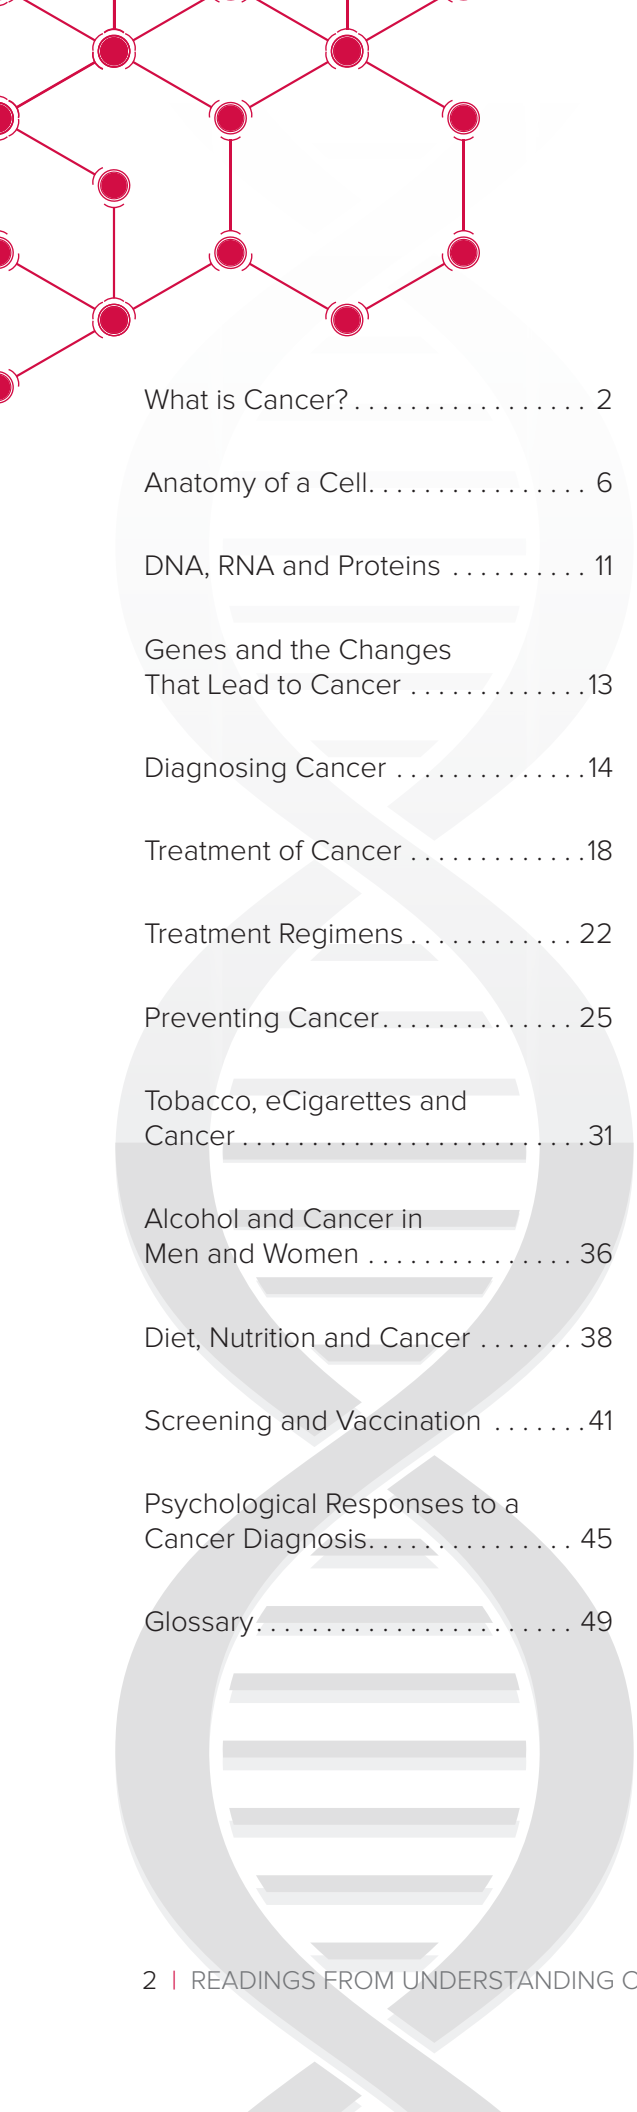 What is Cancer? . . . . . . . . . . . . . . . . . 2
Anatomy of a Cell. . . . . . . . . . . . . . . . 6
DNA, RNA and Proteins . . . . . . . . . . 11
Genes and the Changes
That Lead to Cancer . . . . . . . . . . . . .13
Diagnosing Cancer . . . . . . . . . . . . . .14
Treatment of Cancer . . . . . . . . . . . . .18
Treatment Regimens . . . . . . . . . . . . 22
Preventing Cancer. . . . . . . . . . . . . . 25
Tobacco, eCigarettes and
Cancer . . . . . . . . . . . . . . . . . . . . . . . . .31
Alcohol and Cancer in
Men and Women . . . . . . . . . . . . . . . 36
Diet, Nutrition and Cancer . . . . . . . 38
Screening and Vaccination . . . . . . .41
Psychological Responses to a
Cancer Diagnosis. . . . . . . . . . . . . . . 45
Glossary. . . . . . . . . . . . . . . . . . . . . . . 49
2 | READINGS FROM UNDERSTANDING